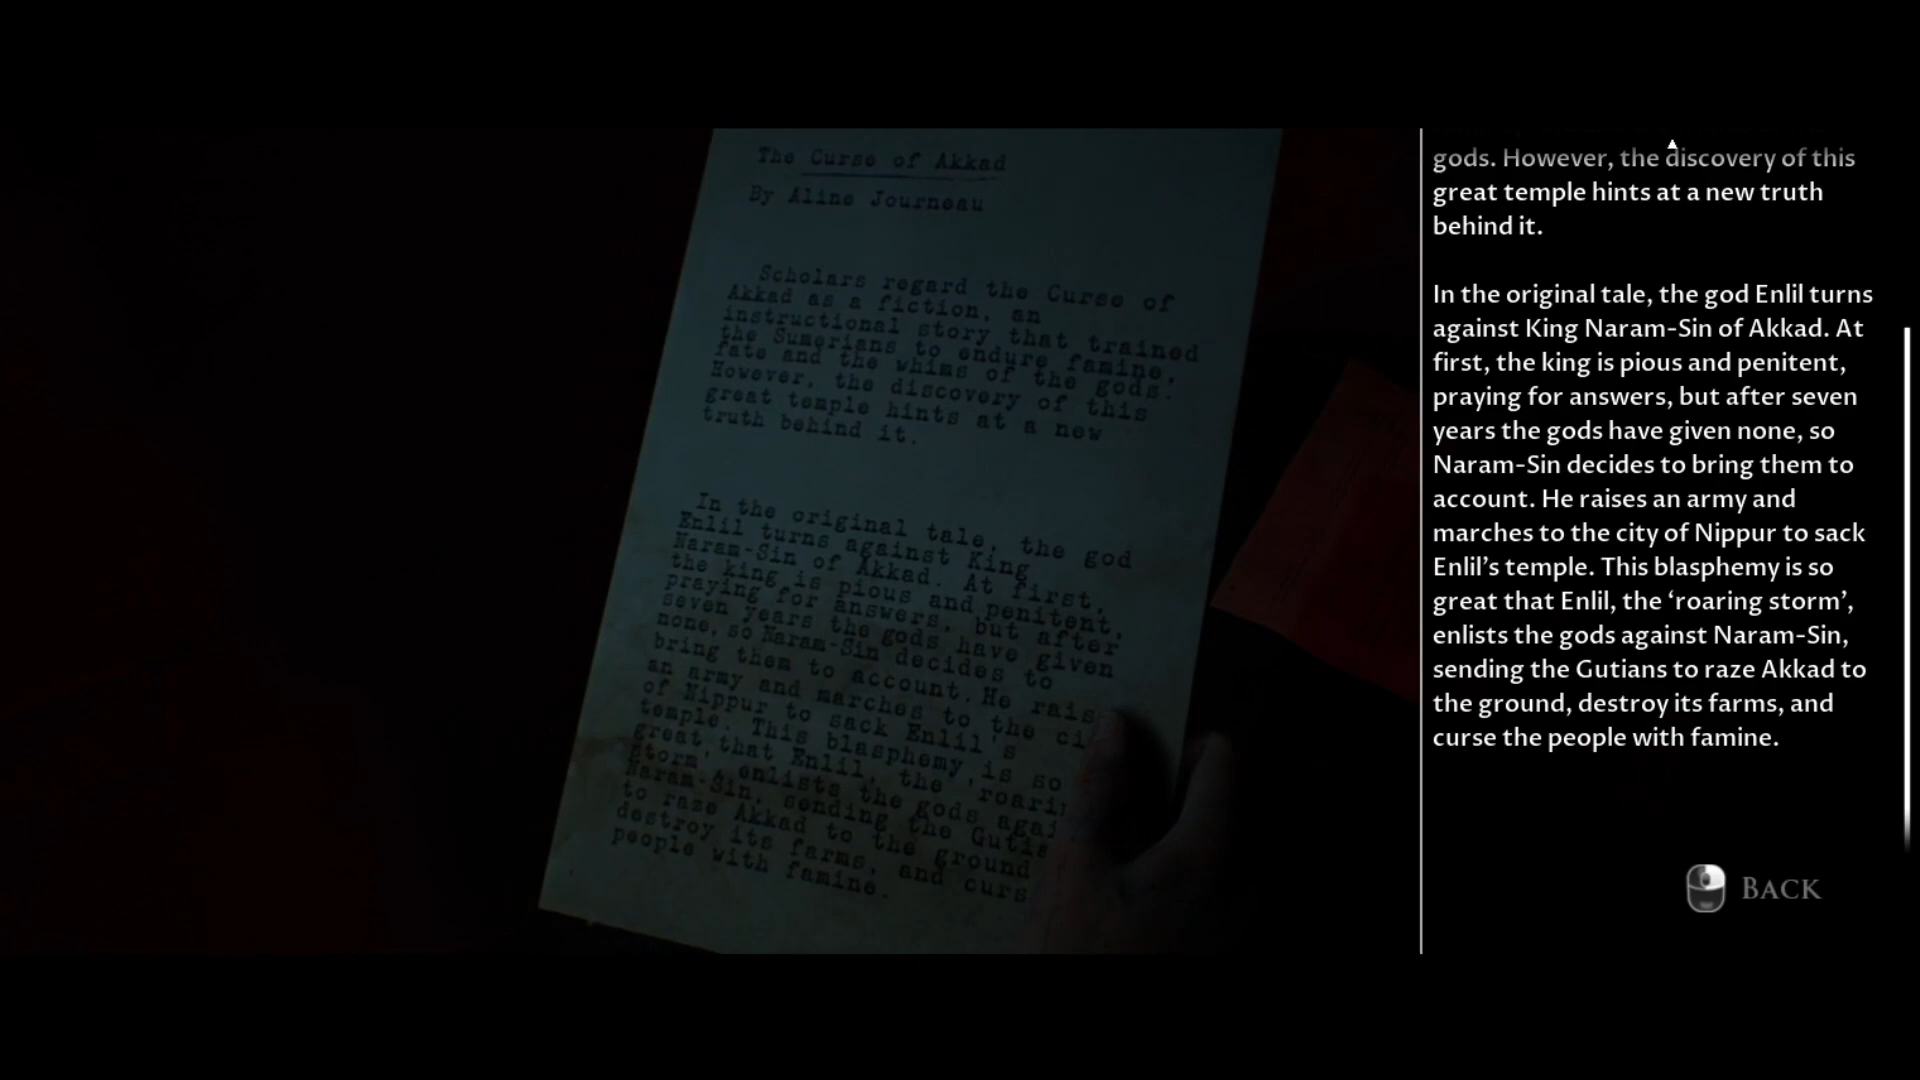 The Curse of Akkad
By Aline Journeau
Scholars regard the Curse of
Akkad as a fiction, an
instructional story that trained
the Sumerians to endure famine,
fate and the whims of the gods.
However, the discovery of this
great temple hints at a new
truth behind it.
In the original tale, the god
Enlil turns against King
Naram-Sin of Akkad. At first,
the king is pious and penitent,
praying for answers, but after
seven years the gods have given
none, so Naram-Sin decides to
bring them to account. He rais
an army and marches to the ci
of Nippur to sack Enlil's
temple. This blasphemy is so
great that Enlil, the 'roari
storm', enlists the gods agai
Naram-Sin, sending the Gutia
to raze Akkad to the ground
destroy its farms, and curs
people with famine.
gods. However, the discovery of this
great temple hints at a new truth
behind it.
In the original tale, the god Enlil turns
against King Naram-Sin of Akkad. At
first, the king is pious and penitent,
praying for answers, but after seven
years the gods have given none, so
Naram-Sin decides to bring them to
account. He raises an army and
marches to the city of Nippur to sack
Enlil’s temple. This blasphemy is so
great that Enlil, the ‘roaring storm’,
enlists the gods against Naram-Sin,
sending the Gutians to raze Akkad to
the ground, destroy its farms, and
curse the people with famine.
BACK